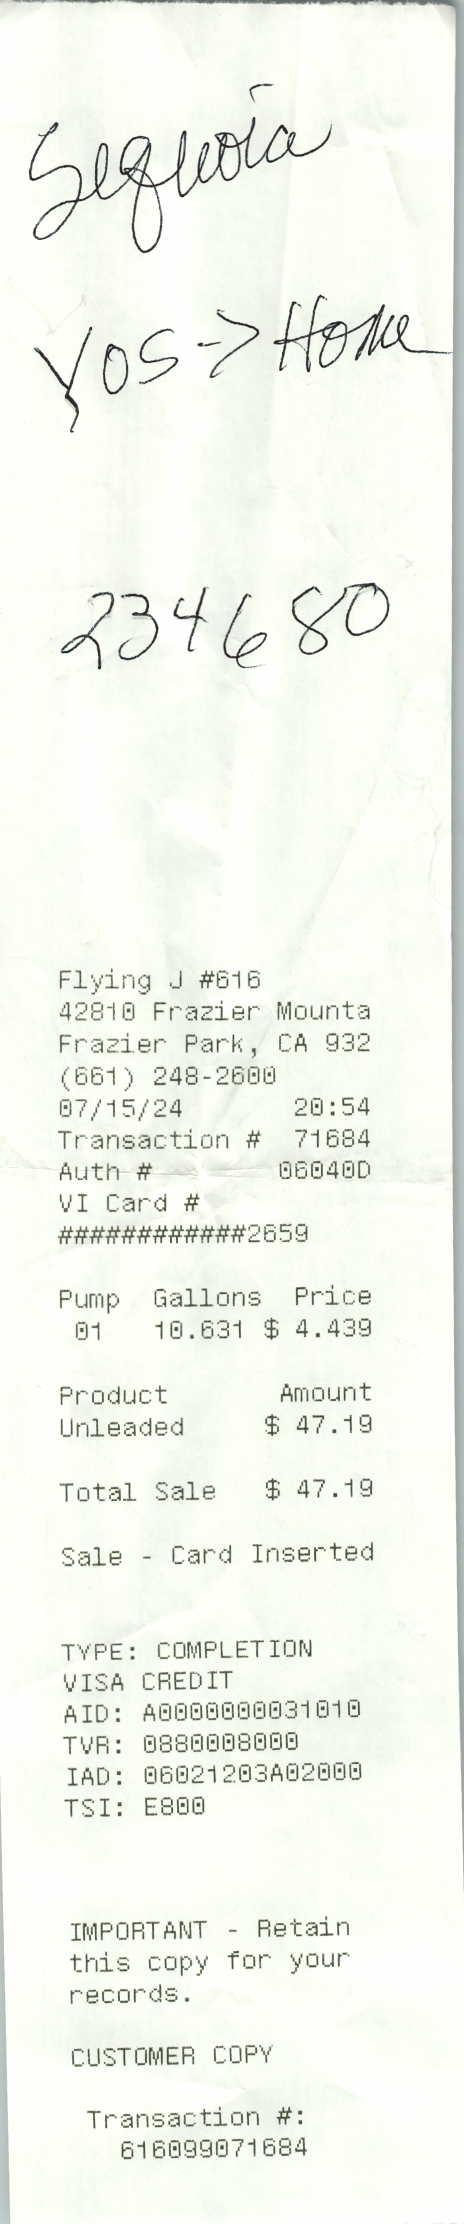 Sequoia
YOS -> Home
234680
Flying J #616
42810 Frazier Mounta
Frazier Park, CA 932
(661) 248-2600
07/15/24 20:54
Transaction # 71684
Auth # 06040D
VI Card #
############2659
Pump Gallons Price
01 10.631 $ 4.439
Product Amount
Unleaded $ 47.19
Total Sale $ 47.19
Sale - Card Inserted
TYPE: COMPLETION
VISA CREDIT
AID: A0000000031010
TVR: 0880008000
IAD: 06021203A02000
TSI: E800
IMPORTANT - Retain
this copy for your
records.
CUSTOMER COPY
Transaction #:
616099071684